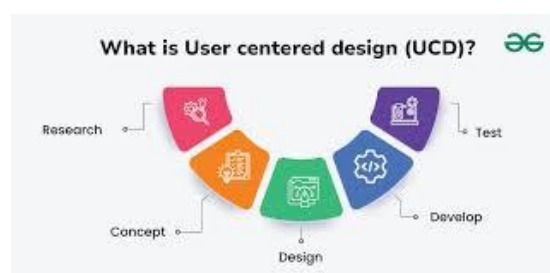 What is User centered design (UCD)?
Research
Concept
Design
Develop
Test